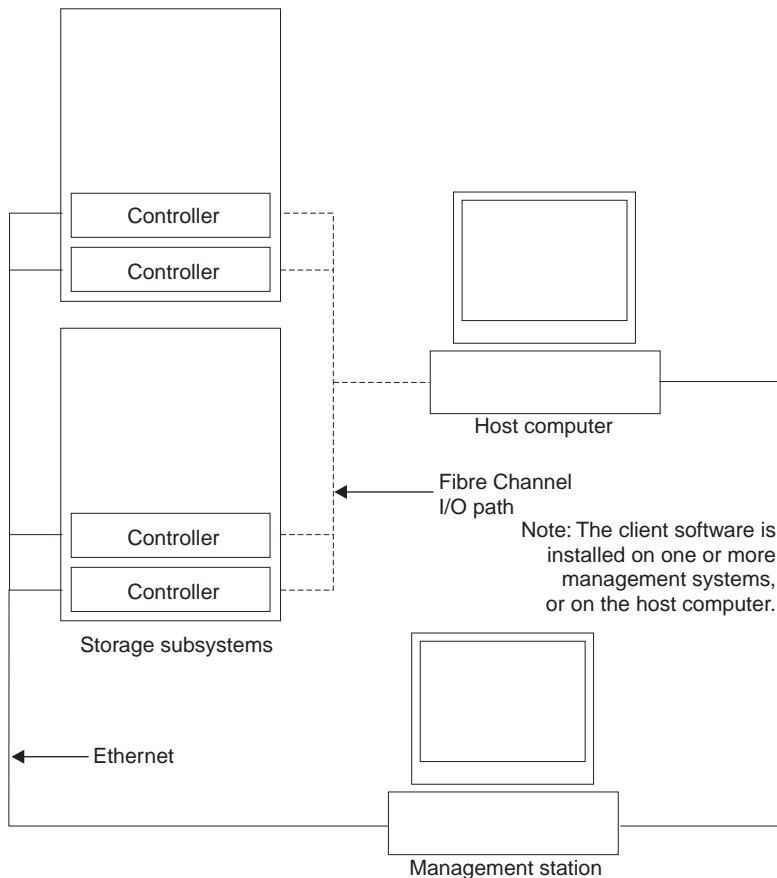 Controller
Controller
Host computer
Fibre Channel
I/O path
Note: The client software is
installed on one or more
management systems,
or on the host computer.
Controller
Controller
Storage subsystems
Ethernet
Management station